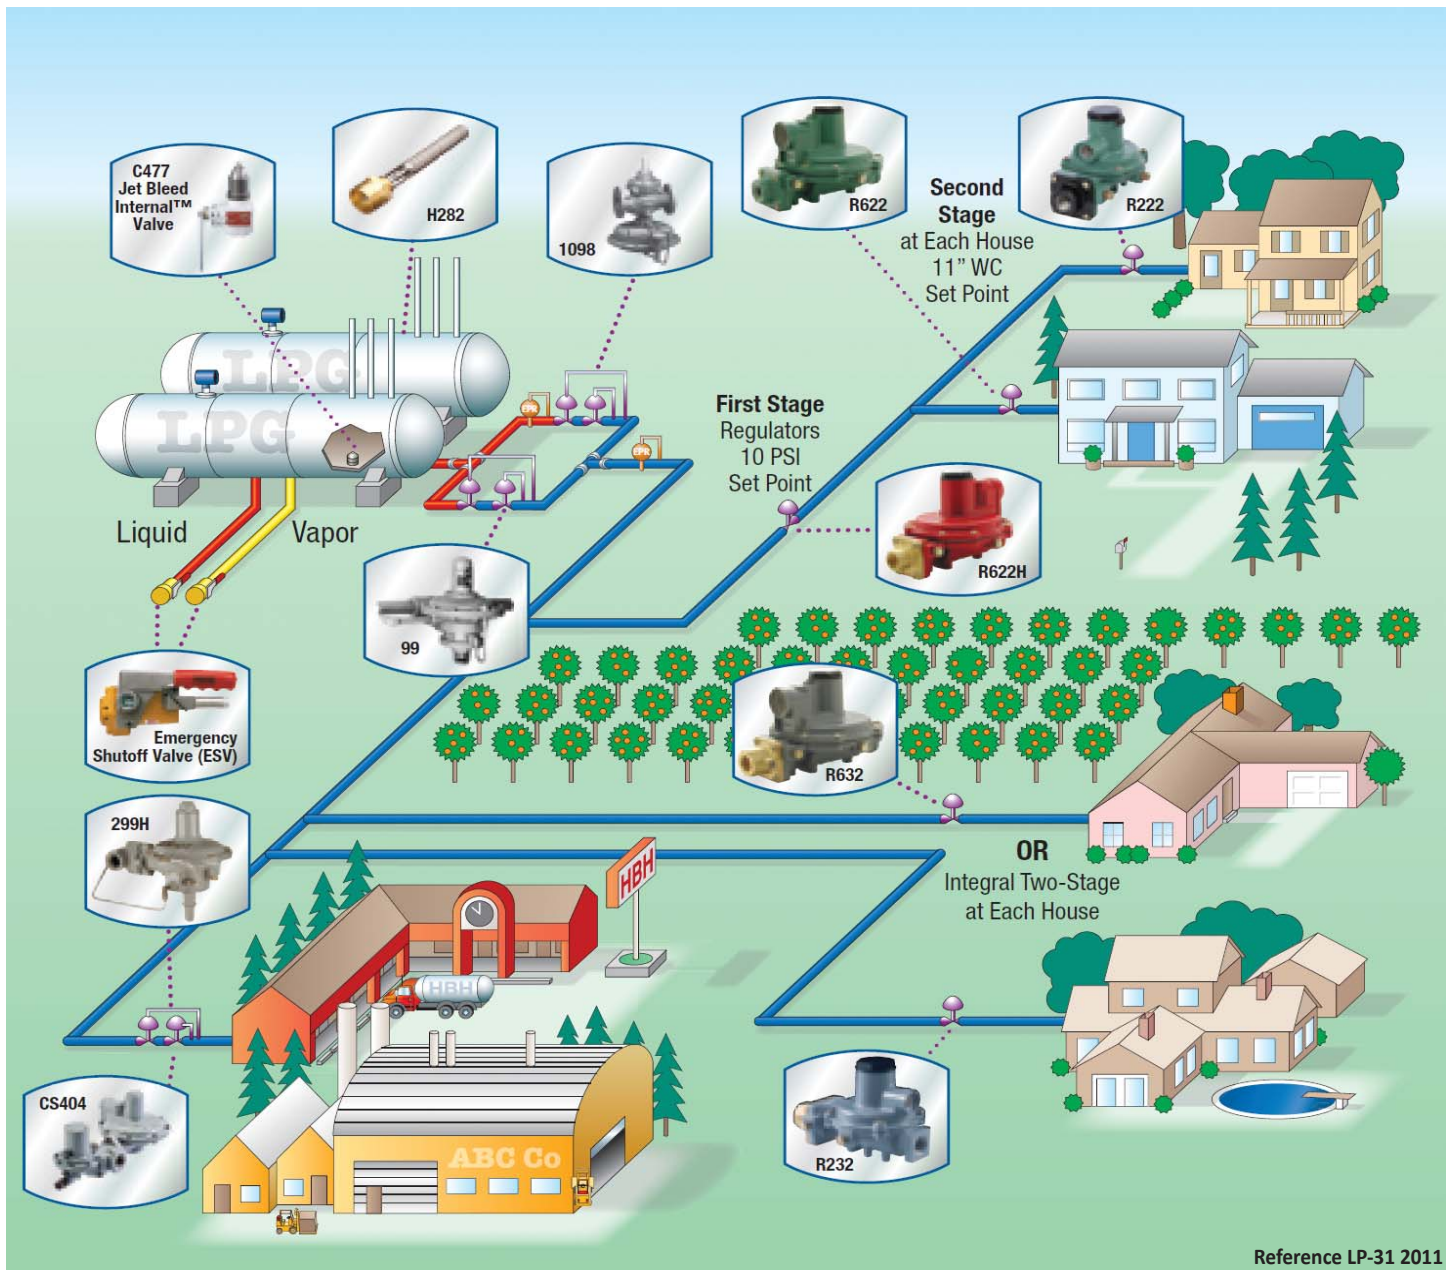 C477
Jet Bleed
Internal™
Valve
H282
1098
R622
Second
Stage
at Each House
11” WC
Set Point
R222
LPG
LPG
EPR
EPR
First Stage
Regulators
10 PSI
Set Point
Liquid
Vapor
R622H
99
Emergency
Shutoff Valve (ESV)
R632
299H
HBH
OR
Integral Two-Stage
at Each House
HBH
CS404
ABC Co
R232
Reference LP-31 2011